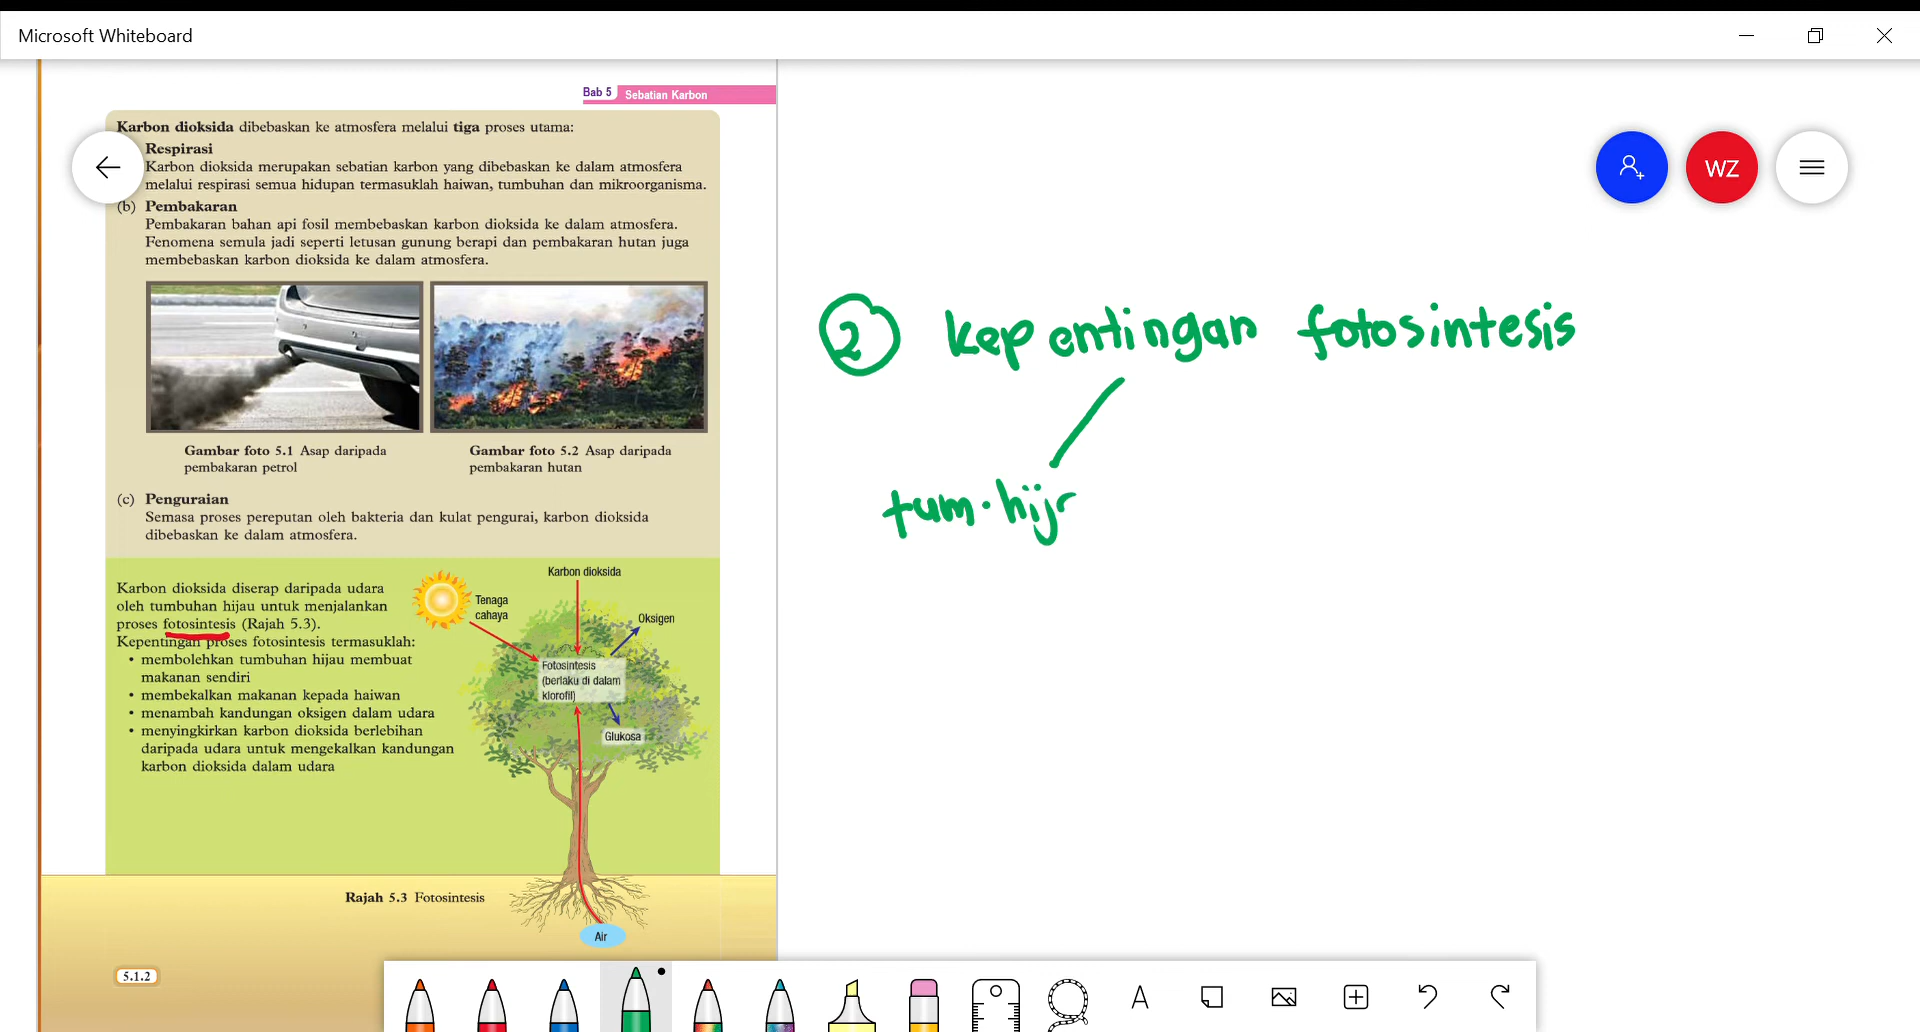 Microsoft Whiteboard
Bab 5 Sebatian Karbon
Karbon dioksida dibebaskan ke atmosfera melalui tiga proses utama:
Respirasi
Karbon dioksida merupakan sebatian karbon yang dibebaskan ke dalam atmosfera
melalui respirasi semua hidupan termasuklah haiwan, tumbuhan dan mikroorganisma.
(b) Pembakaran
Pembakaran bahan api fosil membebaskan karbon dioksida ke dalam atmosfera.
Fenomena semula jadi seperti letusan gunung berapi dan pembakaran hutan juga
membebaskan karbon dioksida ke dalam atmosfera.
Gambar foto 5.1 Asap daripada
pembakaran petrol
Gambar foto 5.2 Asap daripada
pembakaran hutan
(c) Penguraian
Semasa proses pereputan oleh bakteria dan kulat pengurai, karbon dioksida
dibebaskan ke dalam atmosfera.
Karbon dioksida diserap daripada udara
oleh tumbuhan hijau untuk menjalankan
proses fotosintesis (Rajah 5.3).
Kepentingan proses fotosintesis termasuklah:
• membolehkan tumbuhan hijau membuat
makanan sendiri
• membekalkan makanan kepada haiwan
• menambah kandungan oksigen dalam udara
• menyingkirkan karbon dioksida berlebihan
daripada udara untuk mengekalkan kandungan
karbon dioksida dalam udara
Karbon dioksida
Tenaga
cahaya
Oksigen
Fotosintesis
(berlaku di dalam
klorofil)
Glukosa
Rajah 5.3 Fotosintesis
Air
5.1.2
WZ
2 kepentingan fotosintesis
tum. hijr
A